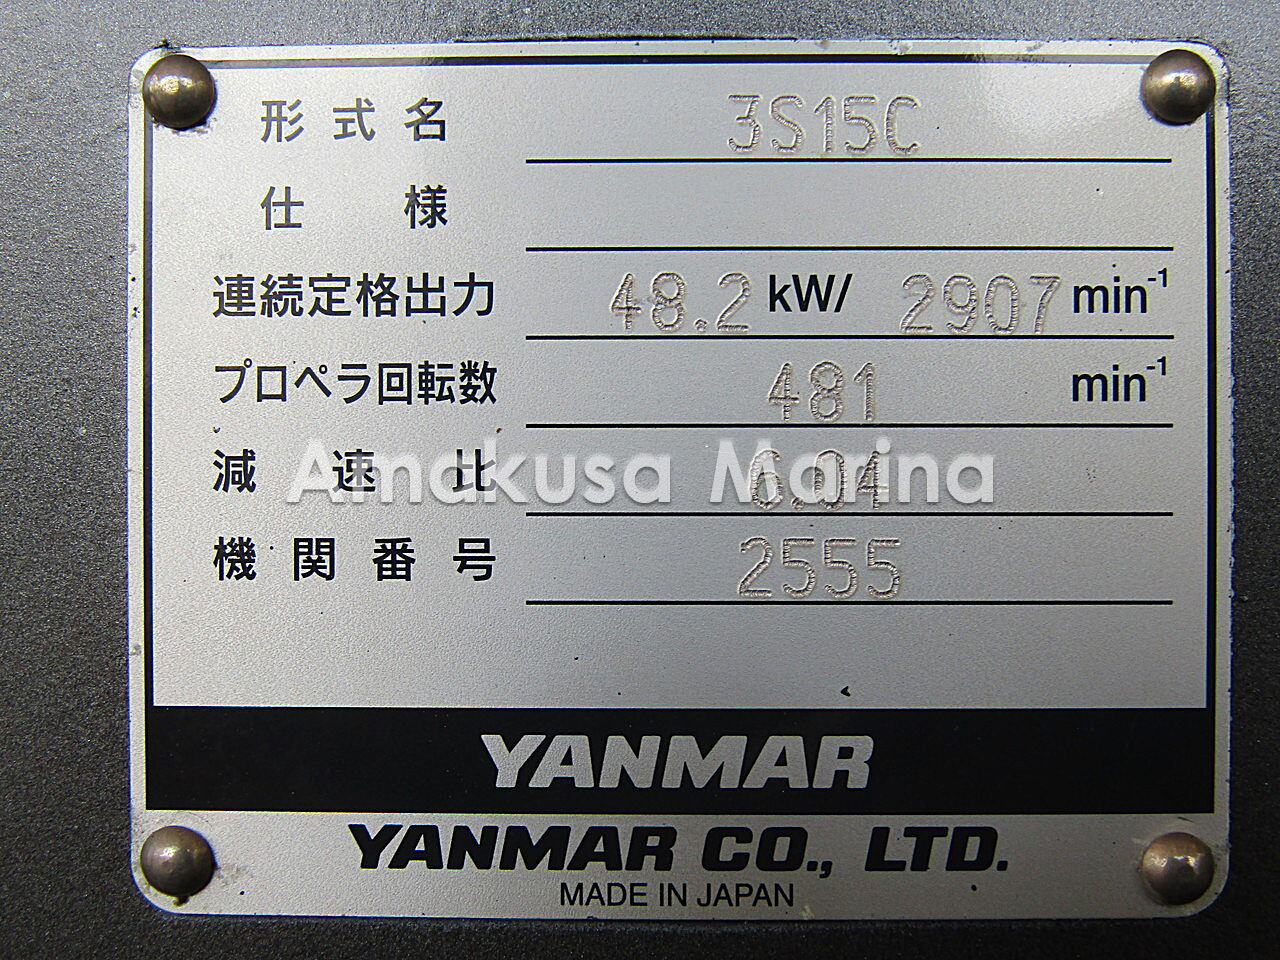 形式名 3S15C
仕様
連続定格出力 48.2 kW/ 2907 min-1
プロペラ回転数 481 min-1
減速比 6.04
Amakusa Marina
機関番号 2555
YANMAR
YANMAR CO., LTD.
MADE IN JAPAN